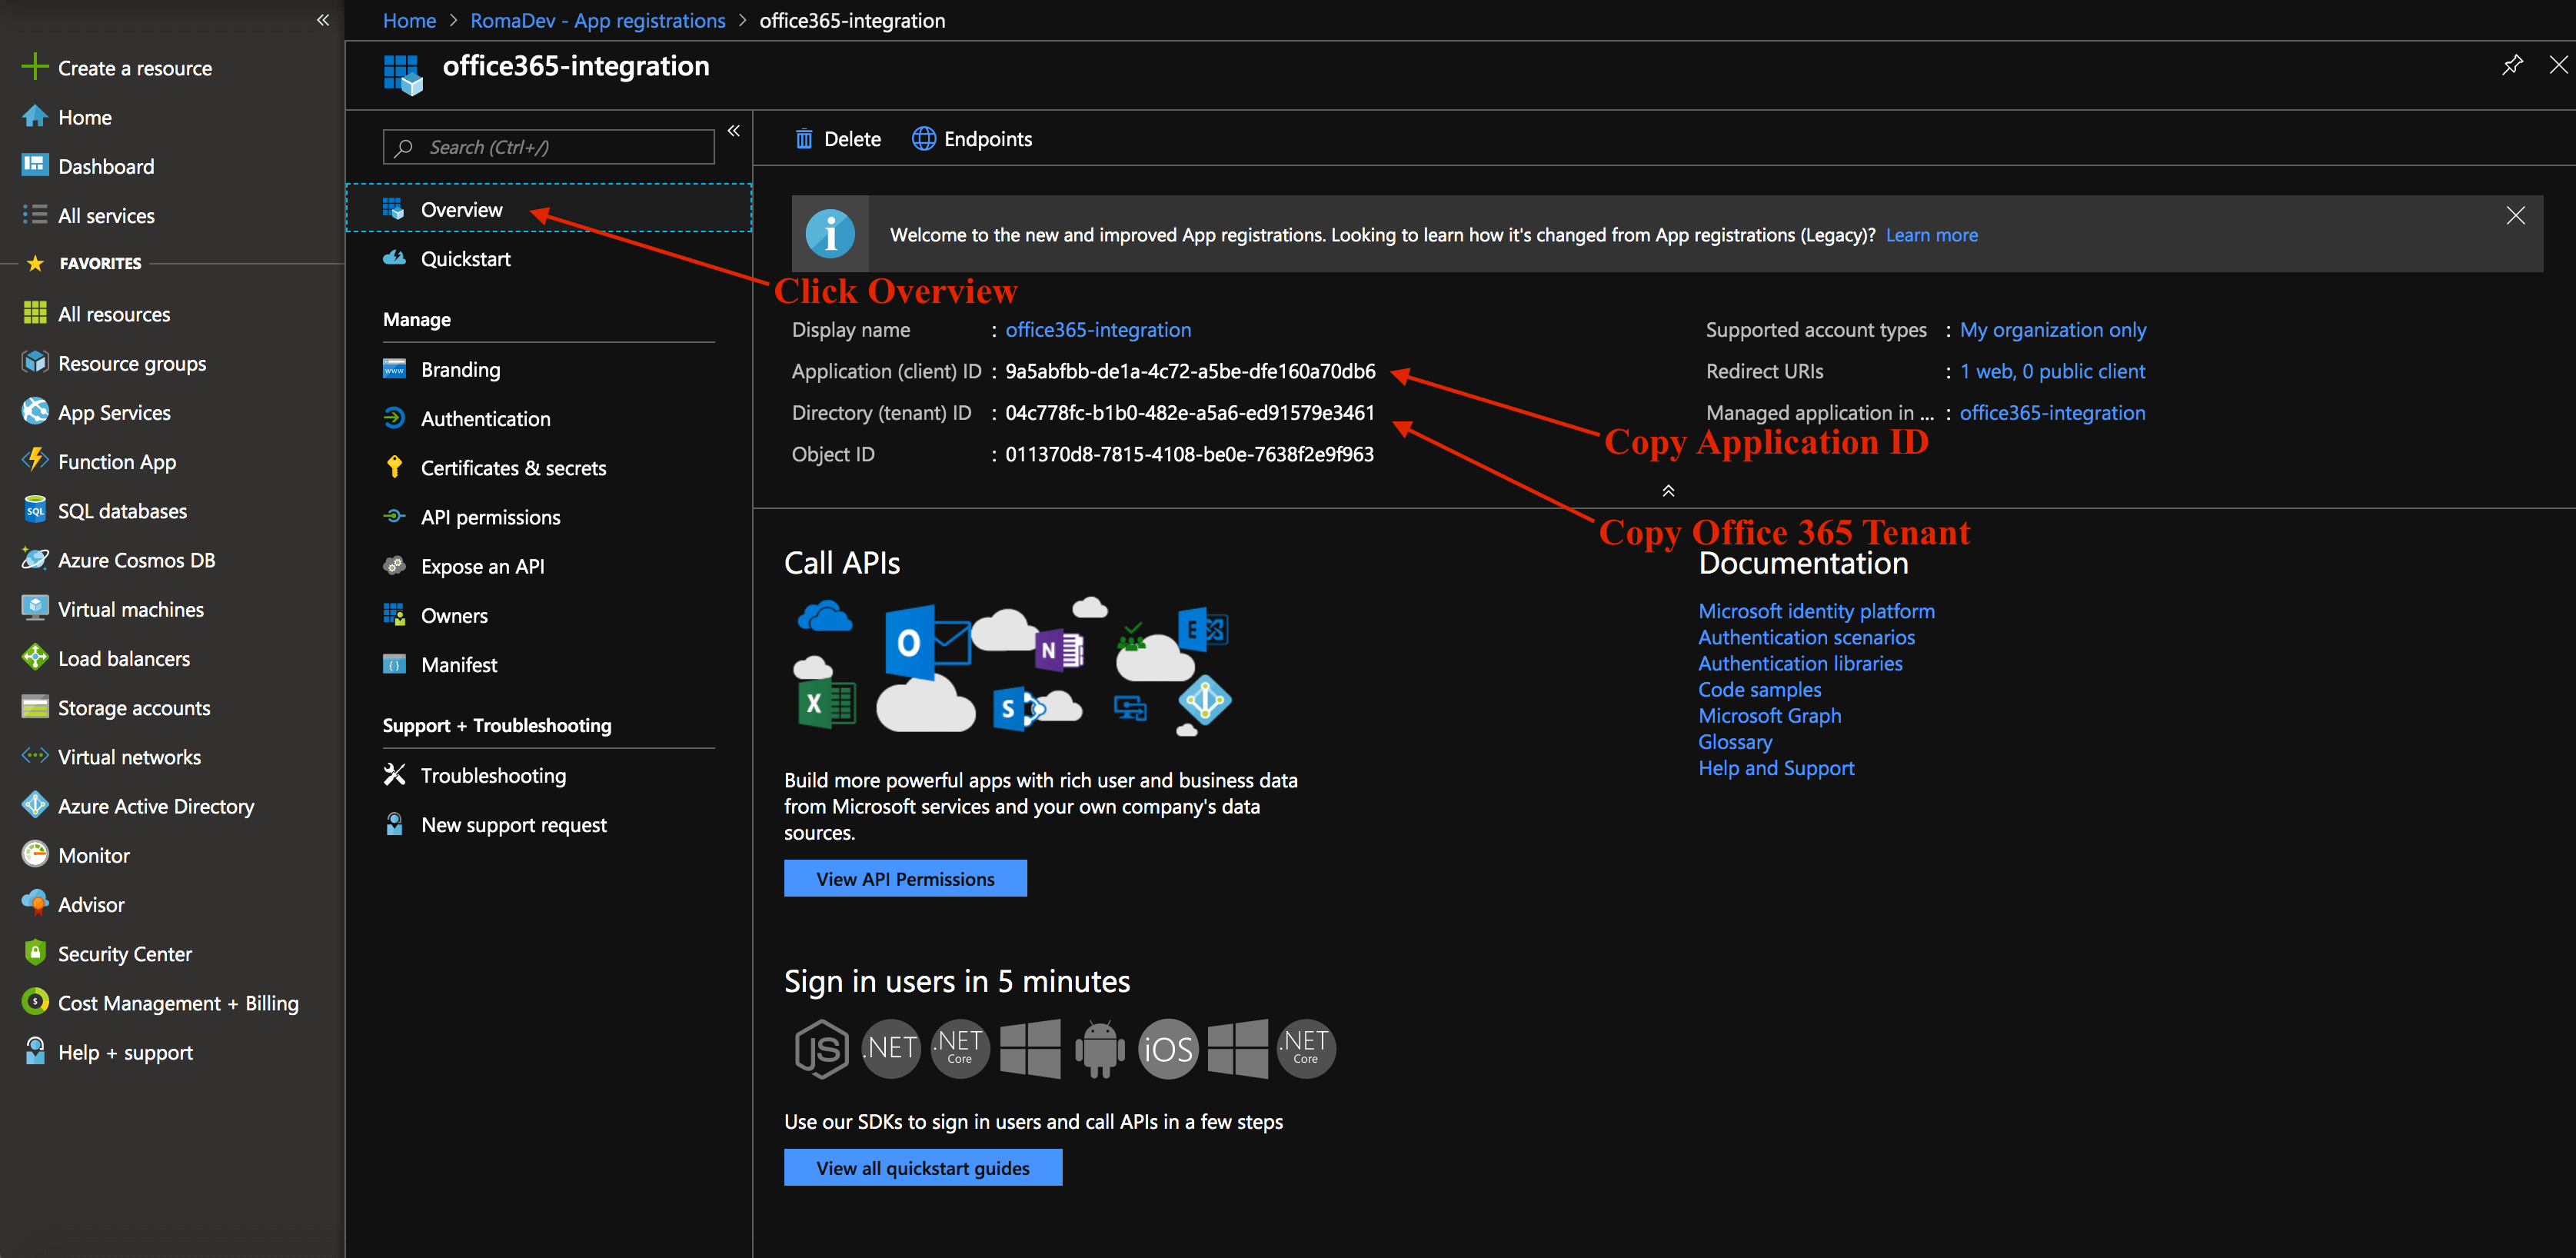 Create a resource
Home
Dashboard
All services
FAVORITES
All resources
Resource groups
App Services
Function App
SQL databases
Azure Cosmos DB
Virtual machines
Load balancers
Storage accounts
Virtual networks
Azure Active Directory
Monitor
Advisor
Security Center
Cost Management + Billing
Help + support
Home > RomaDev - App registrations > office365-integration
office365-integration
Search (Ctrl+/)
Overview
Quickstart
Manage
Branding
Authentication
Certificates & secrets
API permissions
Expose an API
Owners
Manifest
Support + Troubleshooting
Troubleshooting
New support request
Delete Endpoints
Welcome to the new and improved App registrations. Looking to learn how it's changed from App registrations (Legacy)? Learn more
Click Overview
Display name : office365-integration
Application (client) ID : 9a5abfbb-de1a-4c72-a5be-dfe160a70db6
Directory (tenant) ID : 04c778fc-b1b0-482e-a5a6-ed91579e3461
Object ID : 011370d8-7815-4108-be0e-7638f2e9f963
Supported account types : My organization only
Redirect URIs : 1 web, 0 public client
Managed application in ... : office365-integration
Copy Application ID
Copy Office 365 Tenant
Call APIs
O
N
E
X
S
Build more powerful apps with rich user and business data
from Microsoft services and your own company's data
sources.
View API Permissions
Documentation
Microsoft identity platform
Authentication scenarios
Authentication libraries
Code samples
Microsoft Graph
Glossary
Help and Support
Sign in users in 5 minutes
JS .NET .NET Core iOS .NET Core
Use our SDKs to sign in users and call APIs in a few steps
View all quickstart guides